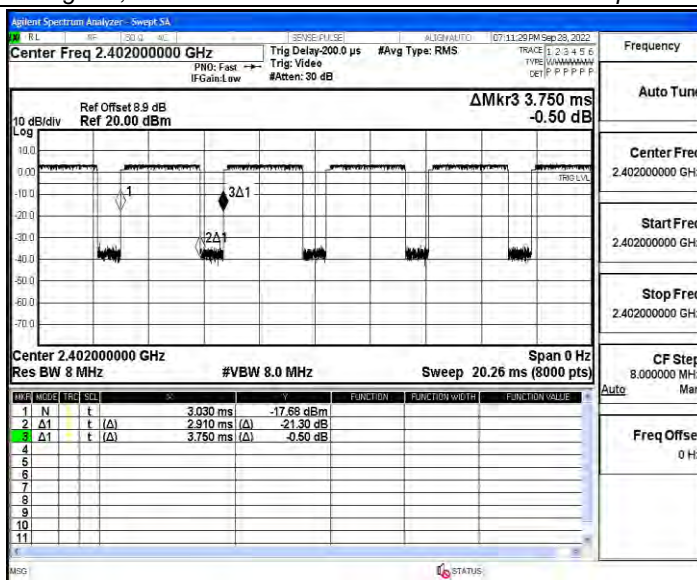 Agilent Spectrum Analyzer - Swept SA
RL RF 50 Ω AC SENSE:PULSE ALIGN AUTO 07:11:29 PM Sep 28, 2022
Center Freq 2.402000000 GHz
PNO: Fast
IFGain:Low
Trig Delay-200.0 µs
Trig: Video
#Atten: 30 dB
#Avg Type: RMS
TRACE 1 2 3 4 5 6
TYPE
DET P P P P P P
Ref Offset 8.9 dB
Ref 20.00 dBm
10 dB/div
Log
ΔMkr3 3.750 ms
-0.50 dB
10.0
0.00
-10.0
-20.0
-30.0
-40.0
-50.0
-60.0
-70.0
TRIG LVL
1
3Δ1
2Δ1
Center 2.402000000 GHz
Span 0 Hz
Res BW 8 MHz
#VBW 8.0 MHz
Sweep 20.26 ms (8000 pts)
MKR MODE TRC SCL X Y FUNCTION FUNCTION WIDTH FUNCTION VALUE
1 N t 3.030 ms -17.68 dBm
2 Δ1 t (Δ) 2.910 ms (Δ) -21.30 dB
3 Δ1 t (Δ) 3.750 ms (Δ) -0.50 dB
4
5
6
7
8
9
10
11
MSG
STATUS
Frequency
Auto Tune
Center Freq
2.402000000 GHz
Start Freq
2.402000000 GHz
Stop Freq
2.402000000 GHz
CF Step
8.000000 MHz
Auto Man
Freq Offset
0 Hz